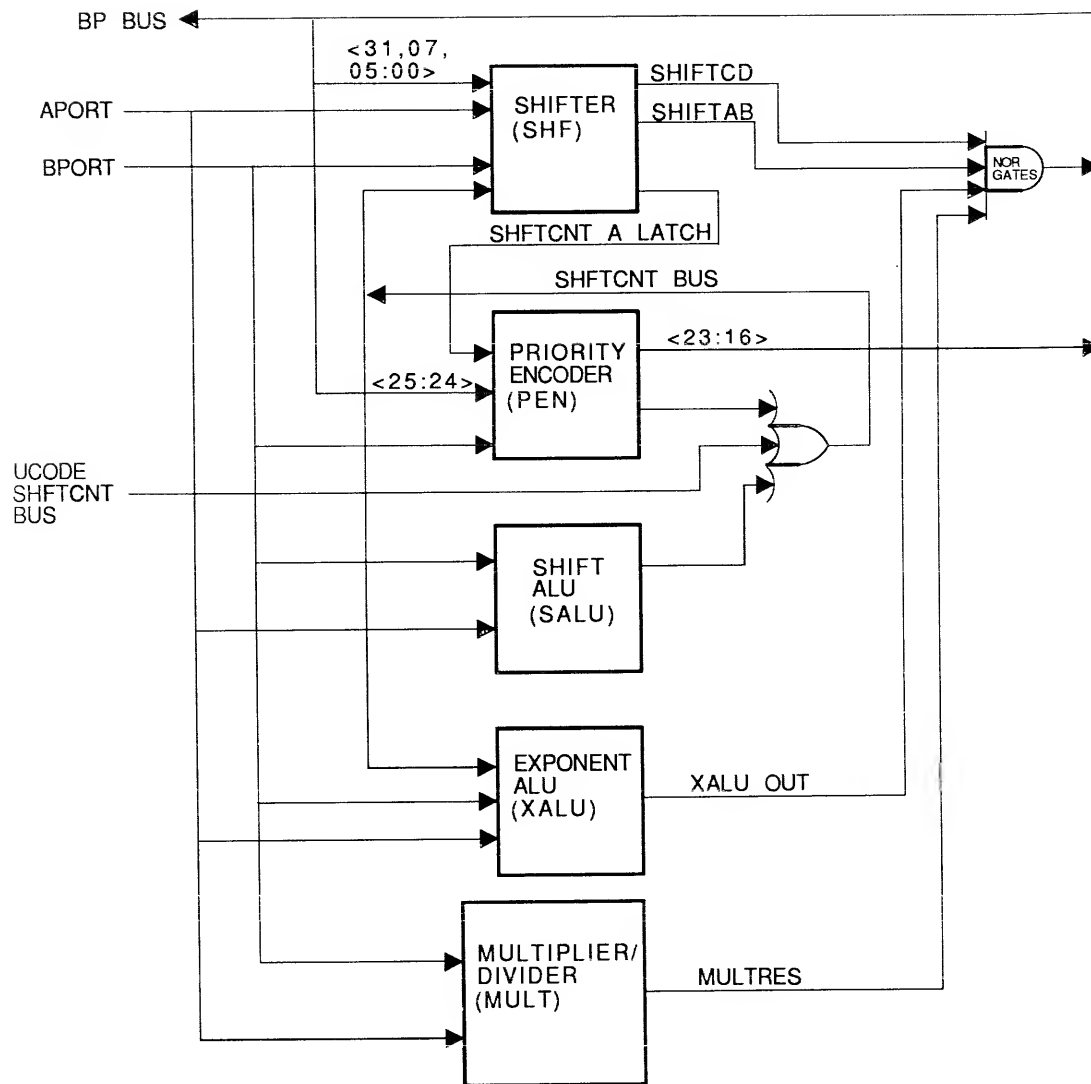 BP BUS
<31,07,
05:00>
APORT
BPORT
SHIFTER
(SHF)
SHIFTCD
SHIFTAB
NOR
GATES
SHFTCNT A LATCH
SHFTCNT BUS
PRIORITY
ENCODER
(PEN)
<23:16>
<25:24>
UCODE
SHFTCNT
BUS
SHIFT
ALU
(SALU)
EXPONENT
ALU
(XALU)
XALU OUT
MULTIPLIER/
DIVIDER
(MULT)
MULTRES